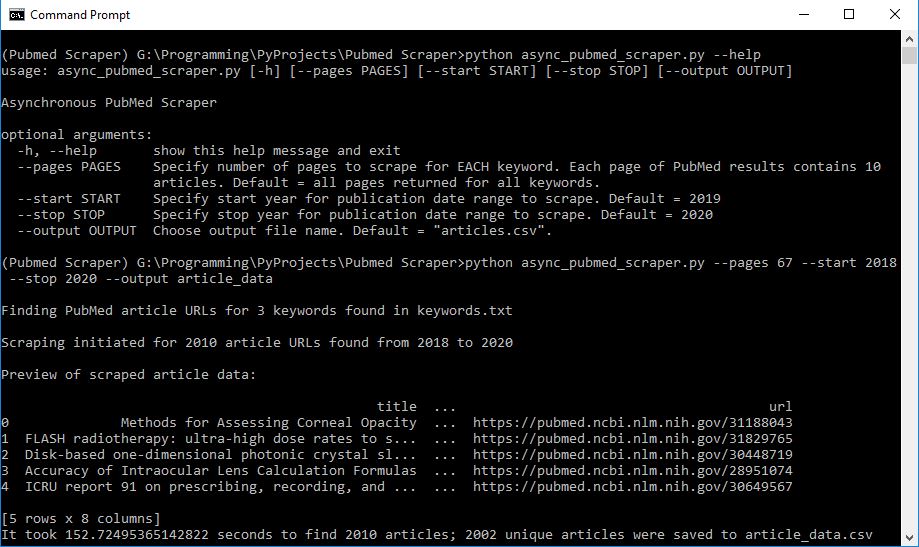 Command Prompt
(Pubmed Scraper) G:\Programming\PyProjects\Pubmed Scraper>python async_pubmed_scraper.py --help
usage: async_pubmed_scraper.py [-h] [--pages PAGES] [--start START] [--stop STOP] [--output OUTPUT]
Asynchronous PubMed Scraper
optional arguments:
  -h, --help       show this help message and exit
  --pages PAGES    Specify number of pages to scrape for EACH keyword. Each page of PubMed results contains 10
                   articles. Default = all pages returned for all keywords.
  --start START    Specify start year for publication date range to scrape. Default = 2019
  --stop STOP      Specify stop year for publication date range to scrape. Default = 2020
  --output OUTPUT  Choose output file name. Default = "articles.csv".
(Pubmed Scraper) G:\Programming\PyProjects\Pubmed Scraper>python async_pubmed_scraper.py --pages 67 --start 2018
 --stop 2020 --output article_data
Finding PubMed article URLs for 3 keywords found in keywords.txt
Scraping initiated for 2010 article URLs found from 2018 to 2020
Preview of scraped article data:
                                               title  ...                                      url
0              Methods for Assessing Corneal Opacity  ...  https://pubmed.ncbi.nlm.nih.gov/31188043
1  FLASH radiotherapy: ultra-high dose rates to s...  ...  https://pubmed.ncbi.nlm.nih.gov/31829765
2  Disk-based one-dimensional photonic crystal sl...  ...  https://pubmed.ncbi.nlm.nih.gov/30448719
3  Accuracy of Intraocular Lens Calculation Formulas  ...  https://pubmed.ncbi.nlm.nih.gov/28951074
4  ICRU report 91 on prescribing, recording, and ...  ...  https://pubmed.ncbi.nlm.nih.gov/30649567
[5 rows x 8 columns]
It took 152.72495365142822 seconds to find 2010 articles; 2002 unique articles were saved to article_data.csv